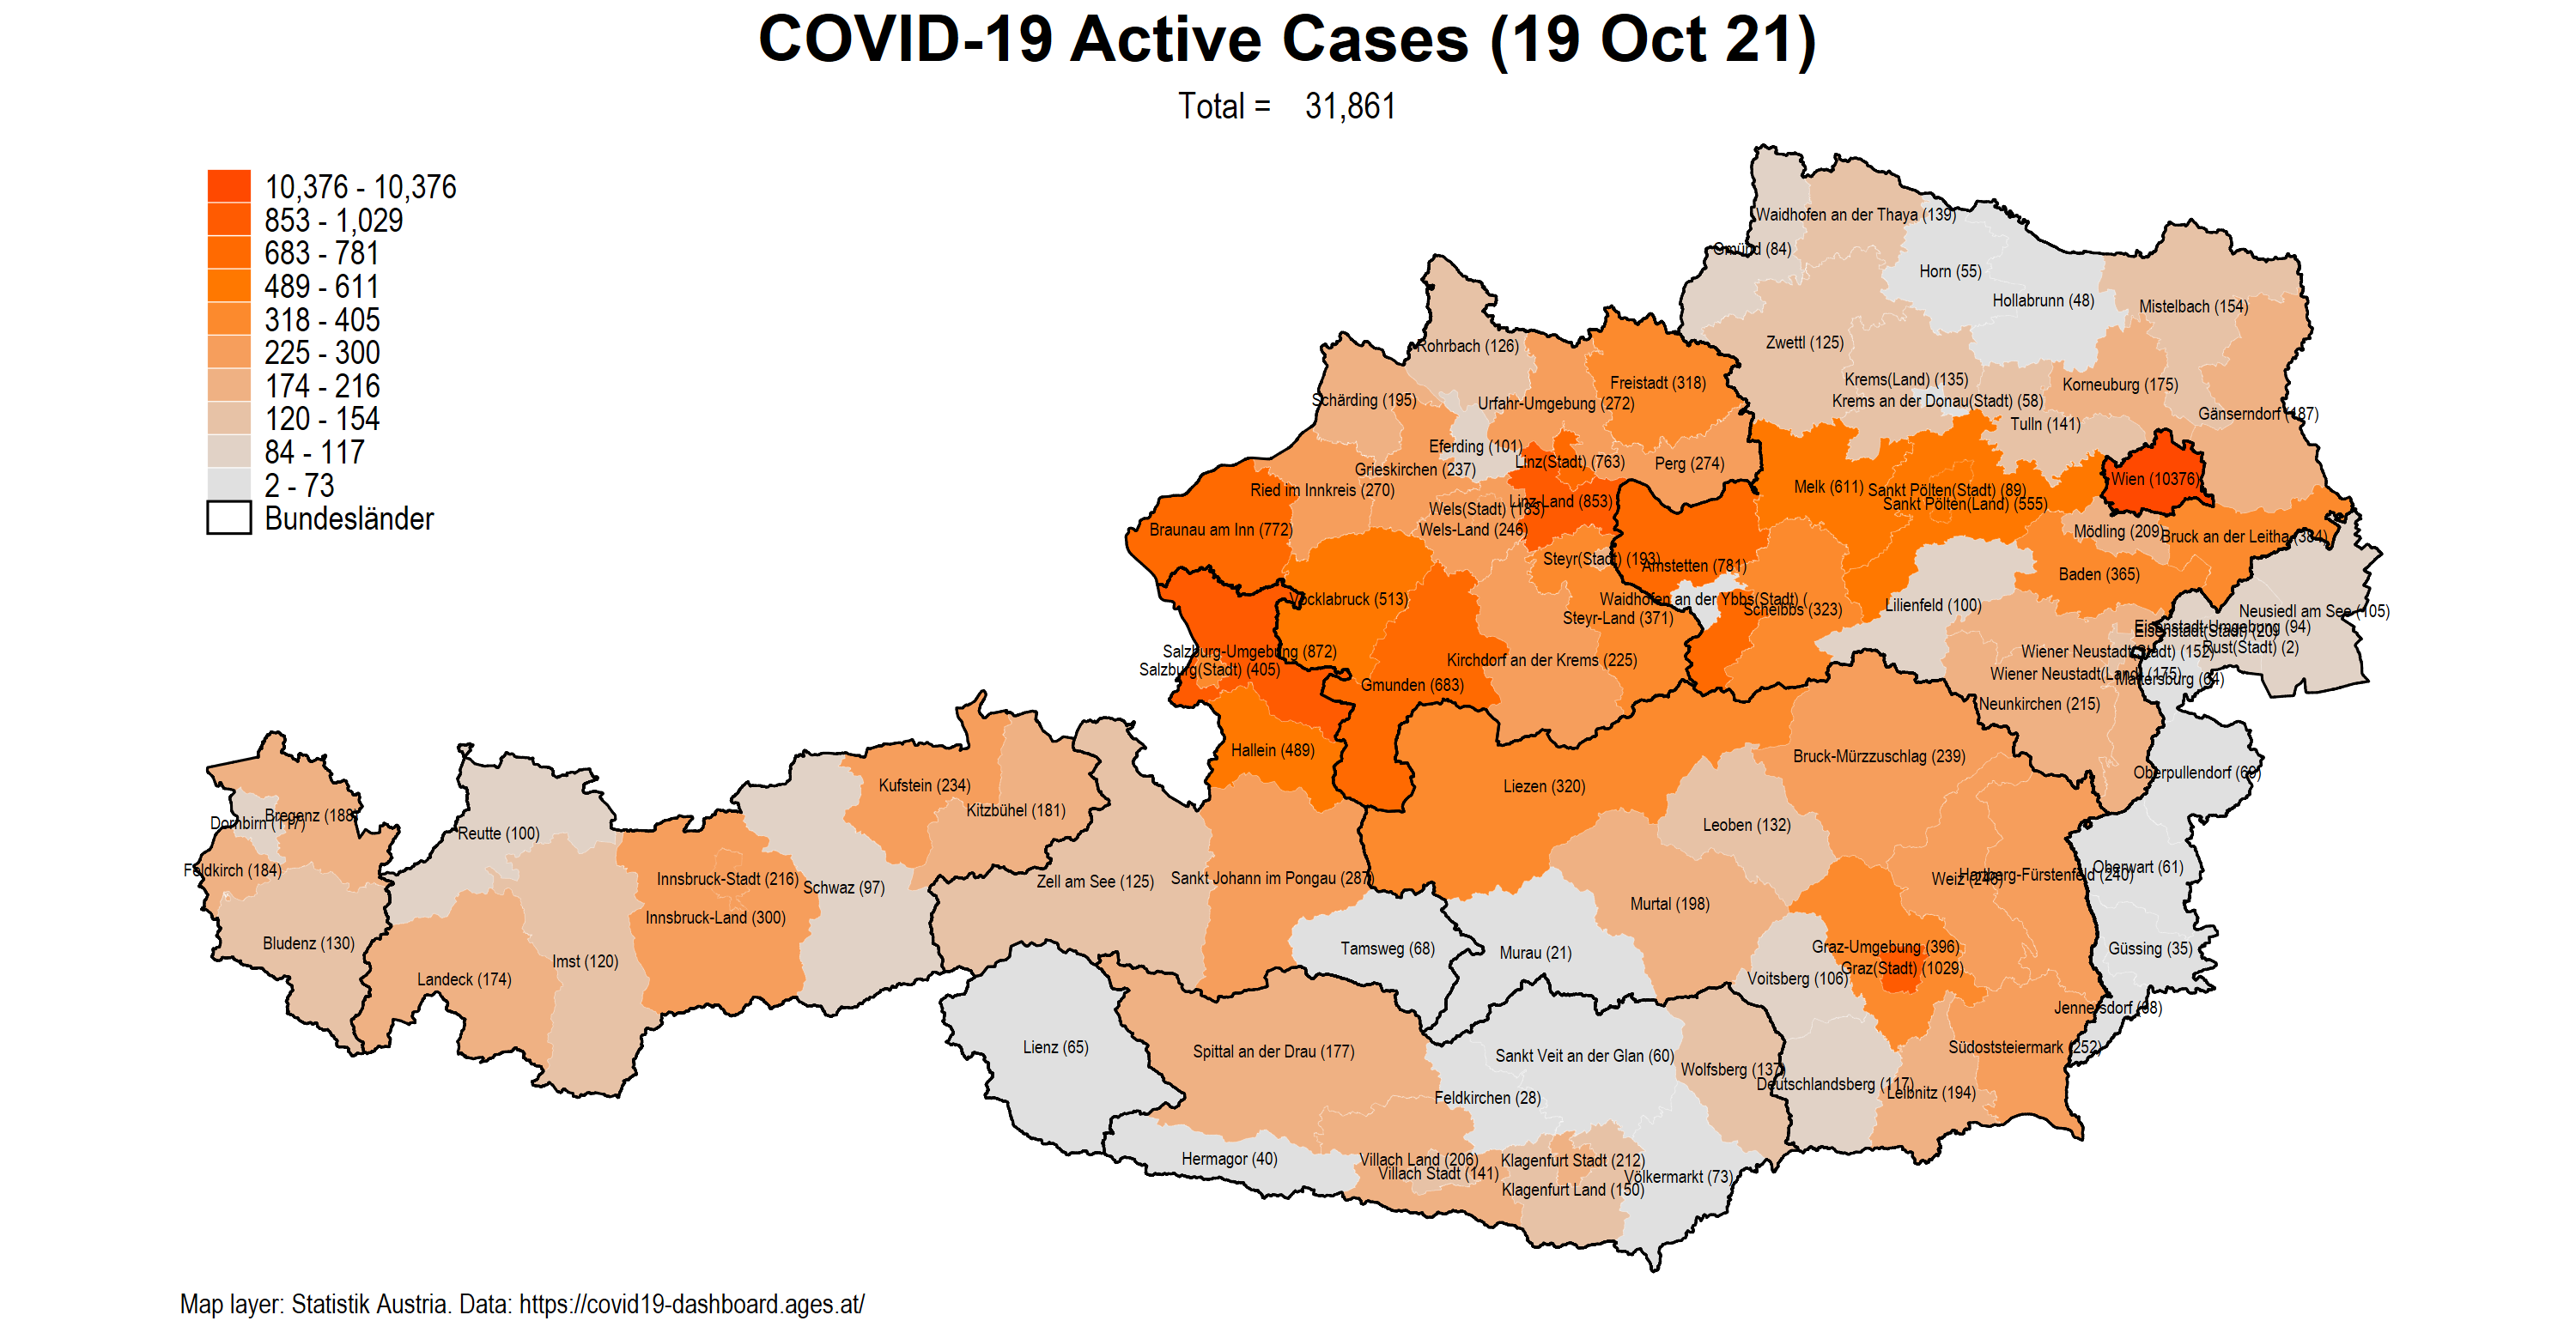 COVID-19 Active Cases (19 Oct 21)
Total = 31,861
10,376 - 10,376
853 - 1,029
683 - 781
489 - 611
318 - 405
225 - 300
174 - 216
120 - 154
84 - 117
2 - 73
Bundesländer
Waidhofen an der Thaya (139)
Gmünd (84)
Horn (55)
Hollabrunn (48)
Mistelbach (154)
Zwettl (125)
Rohrbach (126)
Krems(Land) (135)
Korneuburg (175)
Freistadt (318)
Schärding (195)
Urfahr-Umgebung (272)
Krems an der Donau(Stadt) (58)
Gänserndorf (187)
Tulln (141)
Eferding (101)
Linz(Stadt) (763)
Perg (274)
Grieskirchen (237)
Wien (10376)
Melk (611)
Sankt Pölten(Stadt) (89)
Ried im Innkreis (270)
Linz-Land (853)
Sankt Pölten(Land) (555)
Wels(Stadt) (183)
Braunau am Inn (772)
Wels-Land (246)
Mödling (209)
Bruck an der Leitha (384)
Steyr(Stadt) (193)
Amstetten (781)
Baden (365)
Vöcklabruck (513)
Waidhofen an der Ybbs(Stadt) (
Scheibbs (323)
Lilienfeld (100)
Neusiedl am See (105)
Steyr-Land (371)
Eisenstadt-Umgebung (94)
Eisenstadt(Stadt) (20)
Rust(Stadt) (2)
Salzburg-Umgebung (872)
Wiener Neustadt(Stadt) (152)
Kirchdorf an der Krems (225)
Salzburg(Stadt) (405)
Wiener Neustadt(Land) (175)
Mattersburg (64)
Gmunden (683)
Neunkirchen (215)
Hallein (489)
Bruck-Mürzzuschlag (239)
Oberpullendorf (69)
Kufstein (234)
Liezen (320)
Kitzbühel (181)
Bregenz (188)
Dornbirn (117)
Leoben (132)
Reutte (100)
Feldkirch (184)
Oberwart (61)
Innsbruck-Stadt (216)
Schwaz (97)
Zell am See (125)
Sankt Johann im Pongau (287)
Weiz (248)
Hartberg-Fürstenfeld (240)
Murtal (198)
Innsbruck-Land (300)
Bludenz (130)
Tamsweg (68)
Murau (21)
Graz-Umgebung (396)
Güssing (35)
Imst (120)
Graz(Stadt) (1029)
Landeck (174)
Voitsberg (106)
Jennersdorf (38)
Lienz (65)
Spittal an der Drau (177)
Sankt Veit an der Glan (60)
Südoststeiermark (252)
Wolfsberg (137)
Deutschlandsberg (117)
Leibnitz (194)
Feldkirchen (28)
Hermagor (40)
Villach Land (206)
Klagenfurt Stadt (212)
Villach Stadt (141)
Völkermarkt (73)
Klagenfurt Land (150)
Map layer: Statistik Austria. Data: https://covid19-dashboard.ages.at/